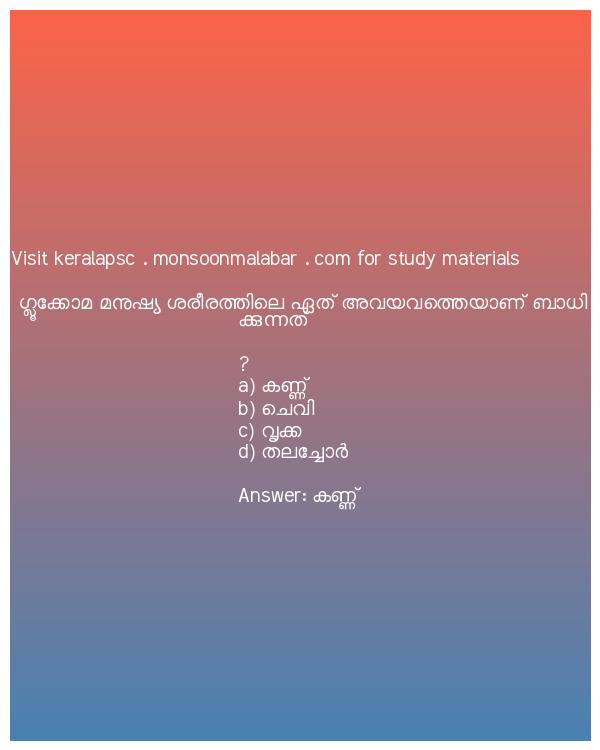 Visit keralapsc . monsoonmalabar . com for study materials
ഗ്ലൂക്കോമ മനുഷ്യ ശരീരത്തിലെ ഏത് അവയവത്തെയാണ് ബാധി
ക്കുന്നത്
?
a) കണ്ണ്
b) ചെവി
c) വൃക്ക
d) തലച്ചോർ
Answer: കണ്ണ്